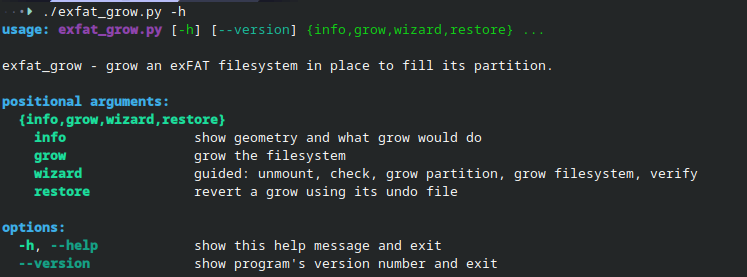 ./exfat_grow.py -h
usage: exfat_grow.py [-h] [--version] {info,grow,wizard,restore} ...
exfat_grow - grow an exFAT filesystem in place to fill its partition.
positional arguments:
{info,grow,wizard,restore}
info show geometry and what grow would do
grow grow the filesystem
wizard guided: unmount, check, grow partition, grow filesystem, verify
restore revert a grow using its undo file
options:
-h, --help show this help message and exit
--version show program's version number and exit